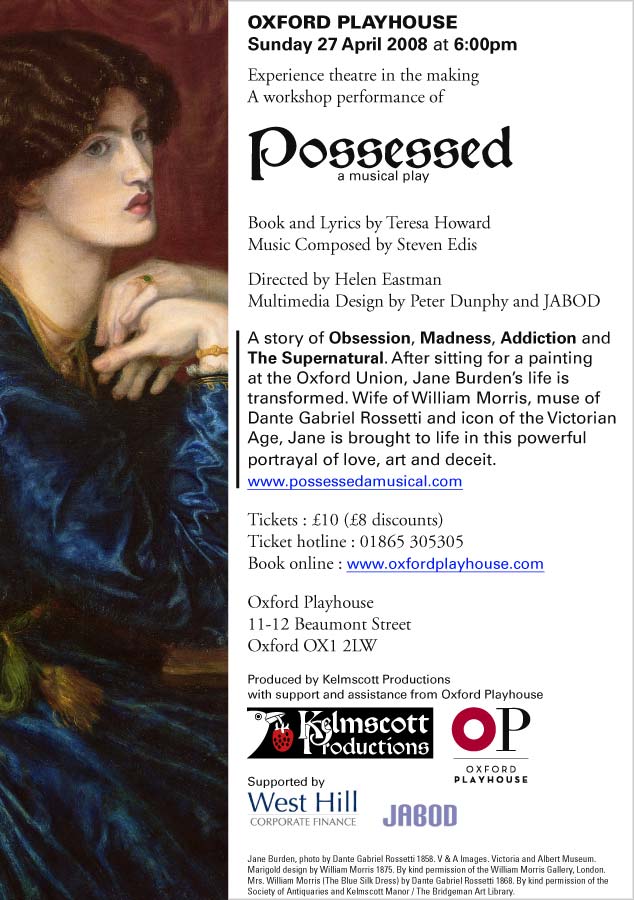 OXFORD PLAYHOUSE
Sunday 27 April 2008 at 6:00pm
Experience theatre in the making
A workshop performance of
Possessed
a musical play
Book and Lyrics by Teresa Howard
Music Composed by Steven Edis
Directed by Helen Eastman
Multimedia Design by Peter Dunphy and JABOD
A story of Obsession, Madness, Addiction and
The Supernatural. After sitting for a painting
at the Oxford Union, Jane Burden's life is
transformed. Wife of William Morris, muse of
Dante Gabriel Rossetti and icon of the Victorian
Age, Jane is brought to life in this powerful
portrayal of love, art and deceit.
www.possessedamusical.com
Tickets : £10 (£8 discounts)
Ticket hotline : 01865 305305
Book online : www.oxfordplayhouse.com
Oxford Playhouse
11-12 Beaumont Street
Oxford OX1 2LW
Produced by Kelmscott Productions
with support and assistance from Oxford Playhouse
Kelmscott
Productions
OP
OXFORD
PLAYHOUSE
Supported by
West Hill
CORPORATE FINANCE
JABOD
Jane Burden, photo by Dante Gabriel Rossetti 1858. V & A Images. Victoria and Albert Museum.
Marigold design by William Morris 1875. By kind permission of the William Morris Gallery, London.
Mrs. William Morris (The Blue Silk Dress) by Dante Gabriel Rossetti 1868. By kind permission of the
Society of Antiquaries and Kelmscott Manor / The Bridgeman Art Library.